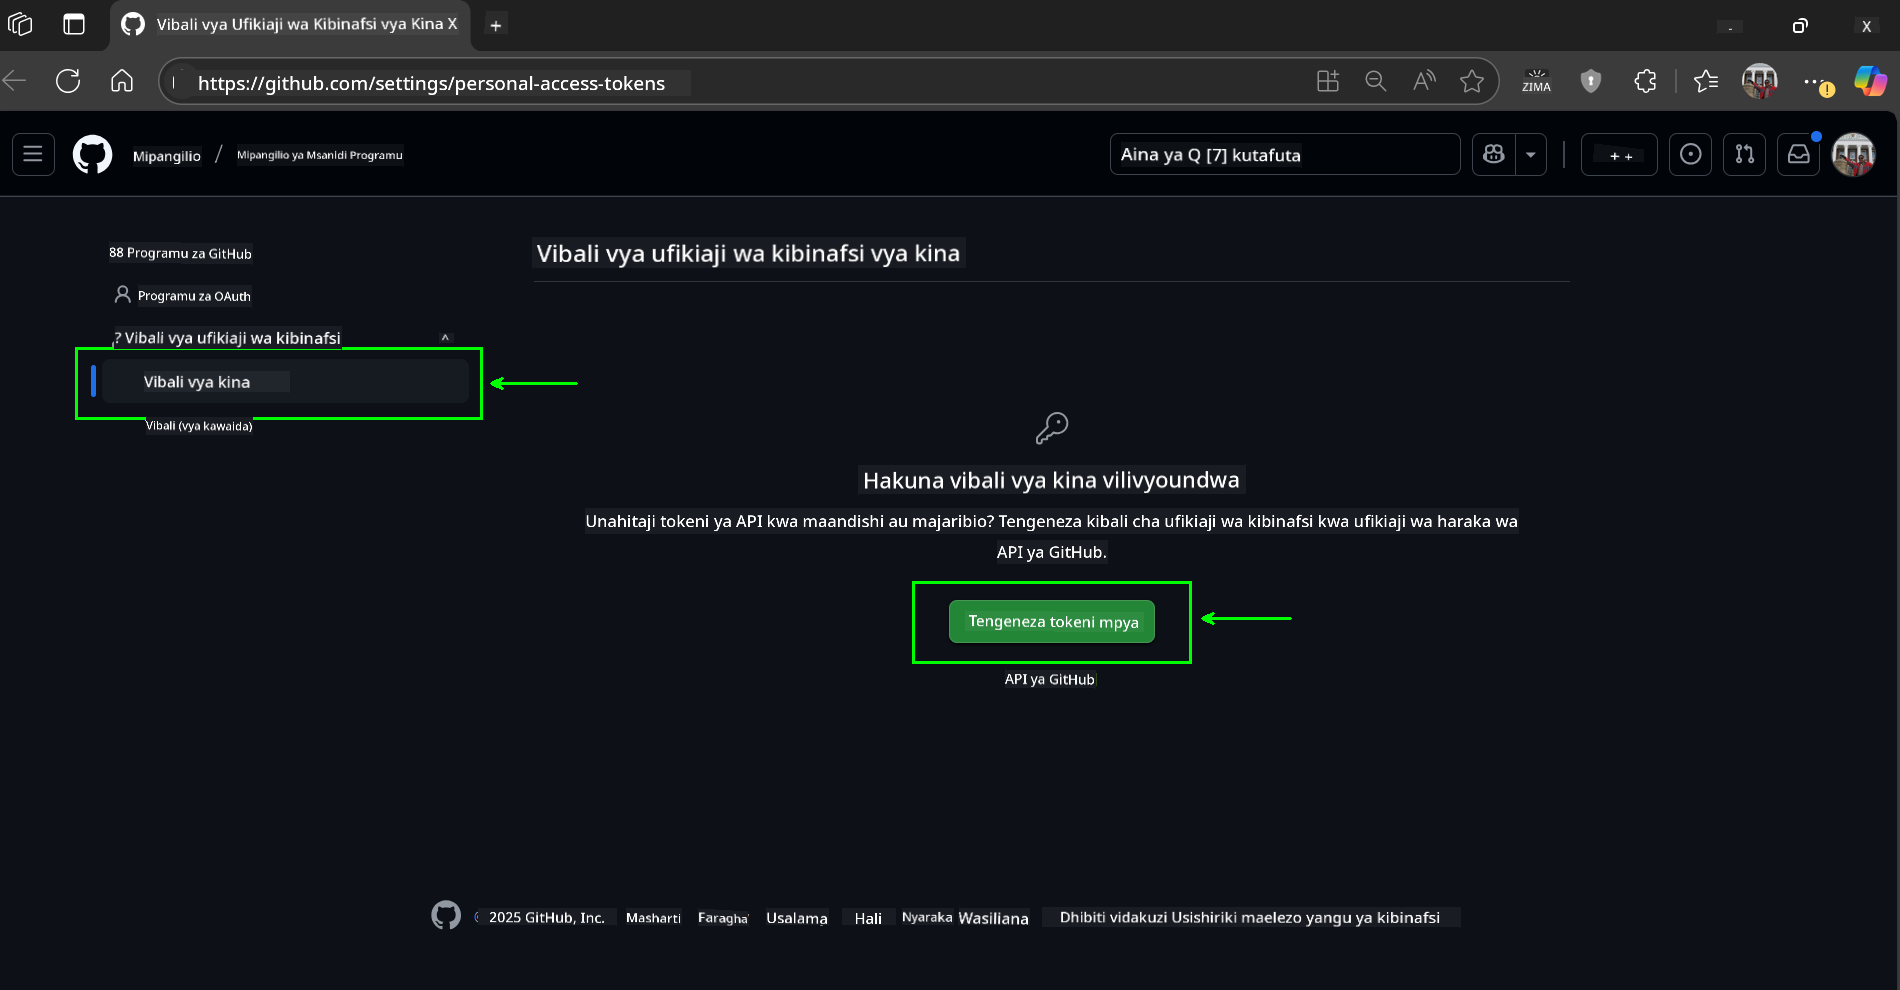 Vibali vya Ufikiaji wa Kibinafsi vya Kina X
+
X
https://github.com/settings/personal-access-tokens
ZIMA
Mipangilio / Mipangilio ya Msanidi Programu
Aina ya Q [7] kutafuta
+ +
88 Programu za GitHub
Programu za OAuth
? Vibali vya ufikiaji wa kibinafsi ^
Vibali vya kina
Vibali (vya kawaida)
Vibali vya ufikiaji wa kibinafsi vya kina
Hakuna vibali vya kina vilivyoundwa
Unahitaji tokeni ya API kwa maandishi au majaribio? Tengeneza kibali cha ufikiaji wa kibinafsi kwa ufikiaji wa haraka wa
API ya GitHub.
Tengeneza tokeni mpya
API ya GitHub
© 2025 GitHub, Inc. Masharti Faragha Usalama Hali Nyaraka Wasiliana Dhibiti vidakuzi Usishiriki maelezo yangu ya kibinafsi